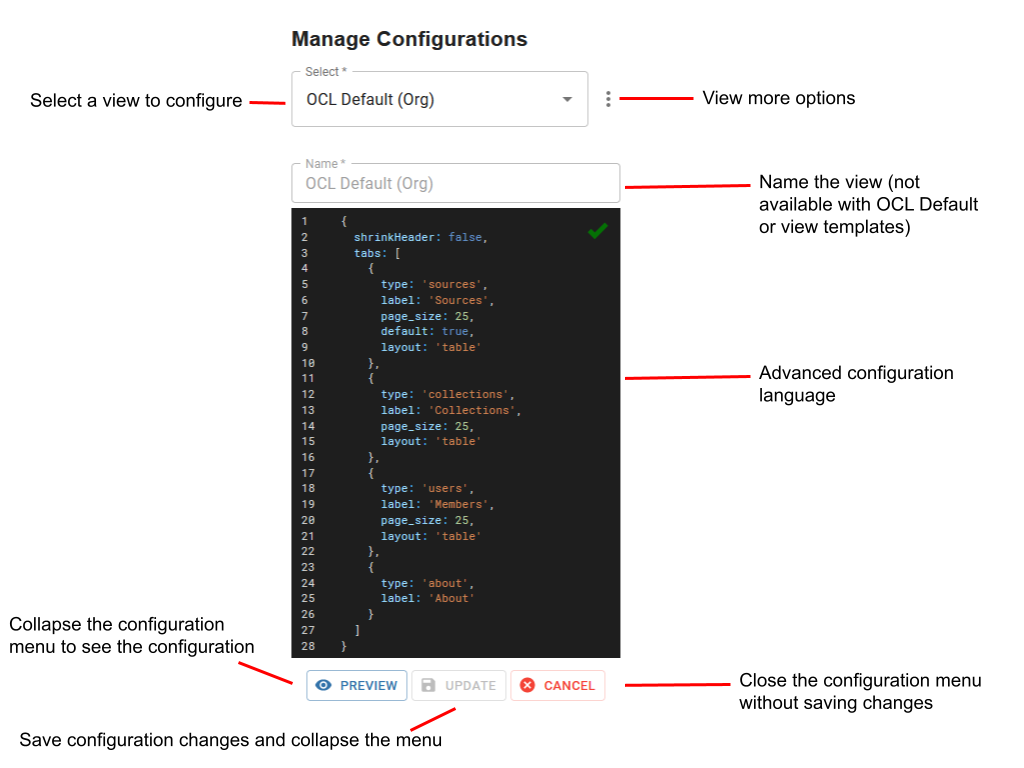 Manage Configurations
Select *
Select a view to configure
OCL Default (Org)
View more options
Name *
OCL Default (Org)
Name the view (not
available with OCL Default
or view templates)
1 {
2 shrinkHeader: false,
3 tabs: [
4 {
5 type: 'sources',
6 label: 'Sources',
7 page_size: 25,
8 default: true,
9 layout: 'table'
10 },
11 {
12 type: 'collections',
13 label: 'Collections',
14 page_size: 25,
15 layout: 'table'
16 },
17 {
18 type: 'users',
19 label: 'Members',
20 page_size: 25,
21 layout: 'table'
22 },
23 {
24 type: 'about',
25 label: 'About'
26 }
27 ]
28 }
Advanced configuration
language
Collapse the configuration
menu to see the configuration
PREVIEW UPDATE CANCEL
Close the configuration menu
without saving changes
Save configuration changes and collapse the menu